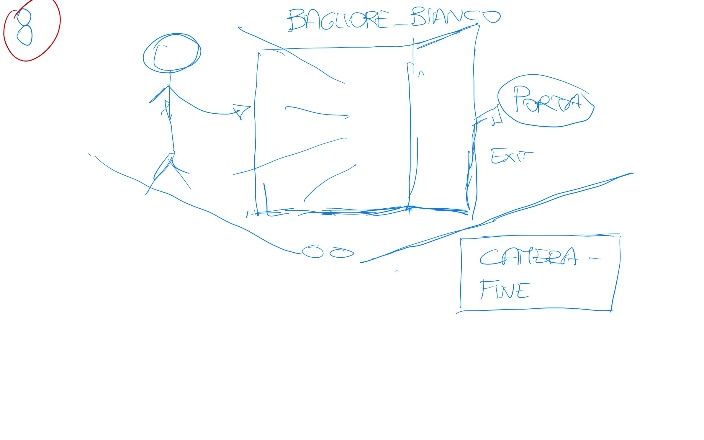 8
BAGLIORE_BIANCO
PORTA
EXIT
CAMERA -
FINE